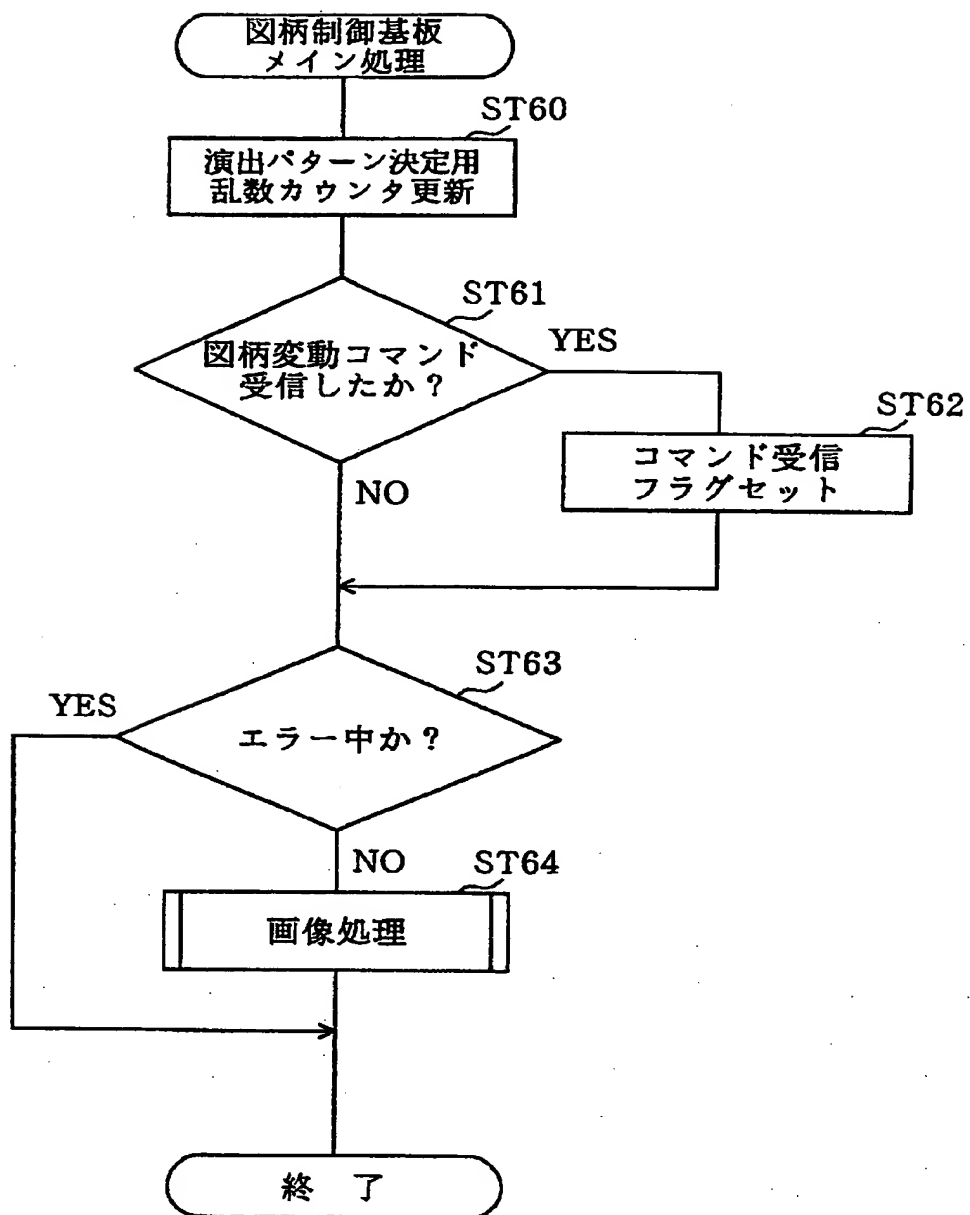 図柄制御基板
メイン処理
ST60
演出パターン決定用
乱数カウンタ更新
ST61
図柄変動コマンド
受信したか?
YES
ST62
コマンド受信
フラグセット
NO
ST63
YES
エラー中か?
NO
ST64
画像処理
終 了